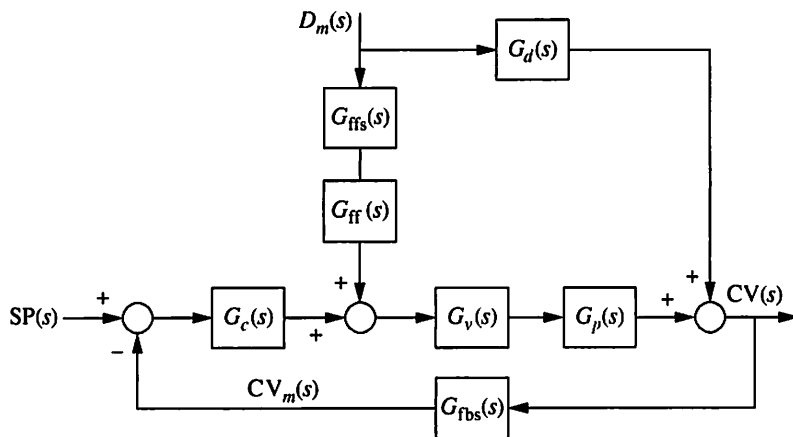 D_m(s)
G_d(s)
G_ffs(s)
G_ff (s)
+
+
SP(s)
+
G_c(s)
+
G_v(s)
G_p(s)
+
CV(s)
−
CV_m(s)
G_fbs(s)